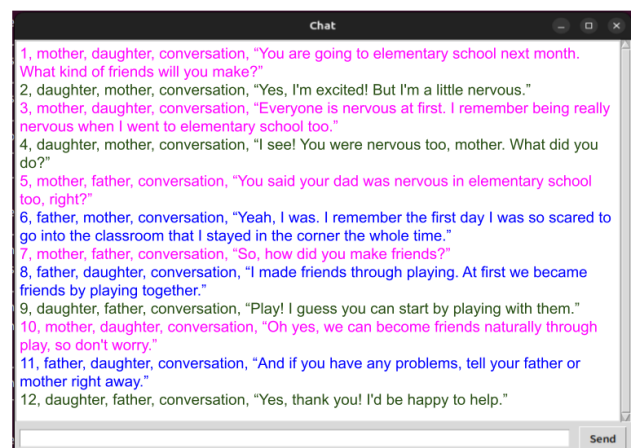 Chat
1, mother, daughter, conversation, “You are going to elementary school next month.
What kind of friends will you make?”
2, daughter, mother, conversation, “Yes, I'm excited! But I'm a little nervous.”
3, mother, daughter, conversation, “Everyone is nervous at first. I remember being really
nervous when I went to elementary school too.”
4, daughter, mother, conversation, “I see! You were nervous too, mother. What did you
do?”
5, mother, father, conversation, “You said your dad was nervous in elementary school
too, right?”
6, father, mother, conversation, “Yeah, I was. I remember the first day I was so scared to
go into the classroom that I stayed in the corner the whole time.”
7, mother, father, conversation, “So, how did you make friends?”
8, father, daughter, conversation, “I made friends through playing. At first we became
friends by playing together.”
9, daughter, father, conversation, “Play! I guess you can start by playing with them.”
10, mother, daughter, conversation, “Oh yes, we can become friends naturally through
play, so don't worry.”
11, father, daughter, conversation, “And if you have any problems, tell your father or
mother right away.”
12, daughter, father, conversation, “Yes, thank you! I'd be happy to help.”
Send